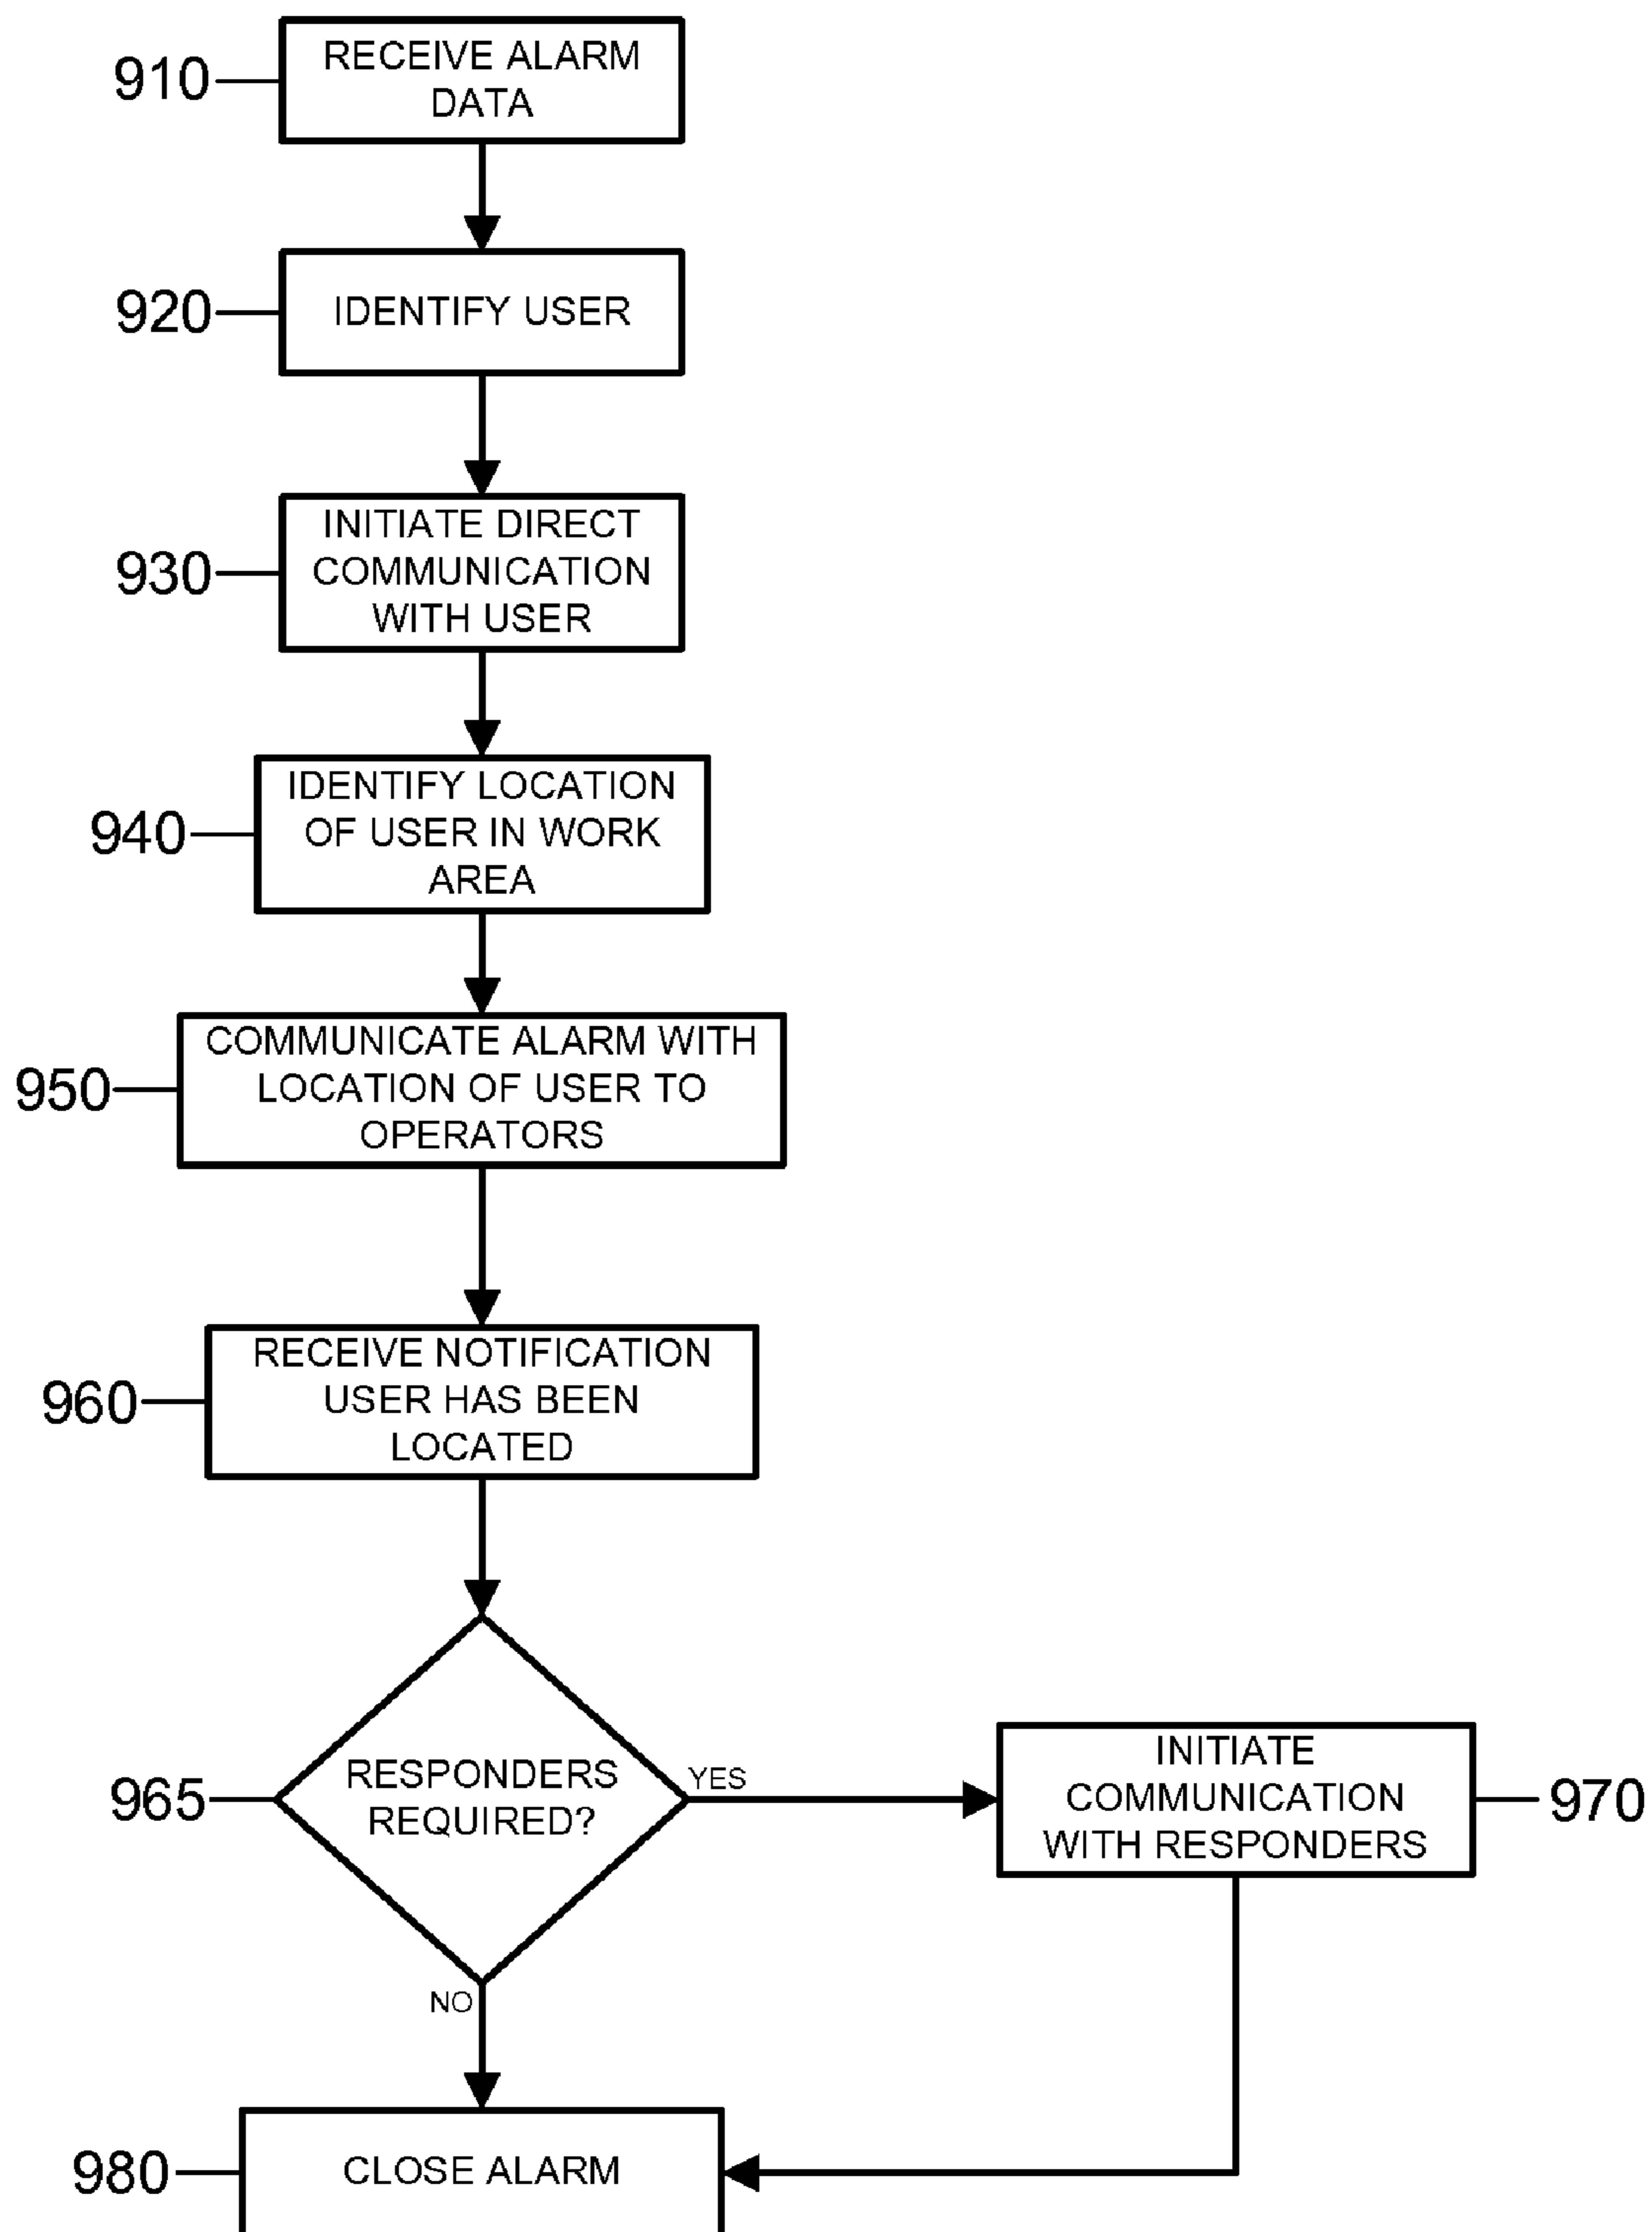 910
RECEIVE ALARM
DATA
920
IDENTIFY USER
930
INITIATE DIRECT
COMMUNICATION
WITH USER
940
IDENTIFY LOCATION
OF USER IN WORK
AREA
950
COMMUNICATE ALARM WITH
LOCATION OF USER TO
OPERATORS
960
RECEIVE NOTIFICATION
USER HAS BEEN
LOCATED
965
RESPONDERS
REQUIRED?
YES
INITIATE
COMMUNICATION
WITH RESPONDERS
970
NO
980
CLOSE ALARM